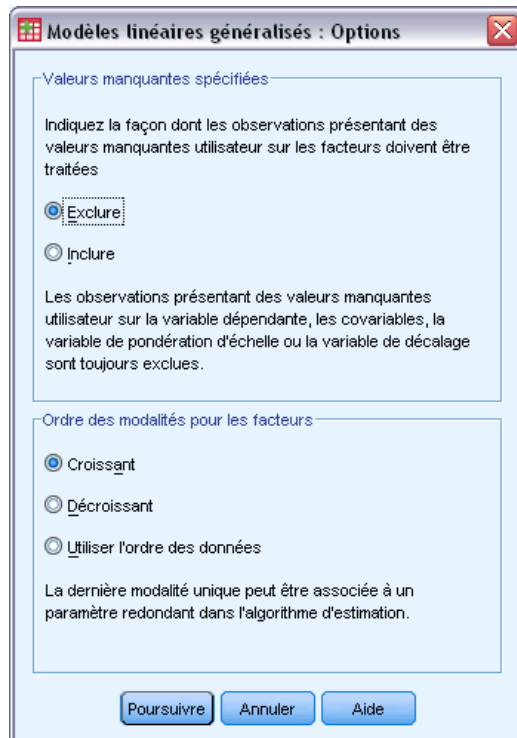 Modèles linéaires généralisés : Options
Valeurs manquantes spécifiées
Indiquez la façon dont les observations présentant des
valeurs manquantes utilisateur sur les facteurs doivent être
traitées
Exclure
Inclure
Les observations présentant des valeurs manquantes
utilisateur sur la variable dépendante, les covariables, la
variable de pondération d'échelle ou la variable de décalage
sont toujours exclues.
Ordre des modalités pour les facteurs
Croissant
Décroissant
Utiliser l'ordre des données
La dernière modalité unique peut être associée à un
paramètre redondant dans l'algorithme d'estimation.
Poursuivre Annuler Aide